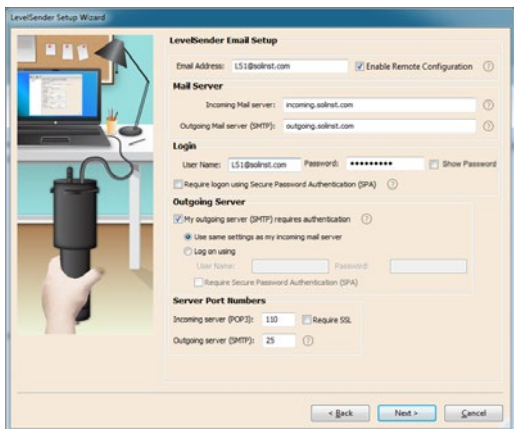 LevelSender Setup Wizard
LevelSender Email Setup
Email Address: LS1@solinst.com Enable Remote Configuration ?
Mail Server
Incoming Mail server: incoming.solinst.com ?
Outgoing Mail server (SMTP): outgoing.solinst.com ?
Login
User Name: LS1@solinst.com Password: ••••••••• Show Password
Require logon using Secure Password Authentication (SPA) ?
Outgoing Server
My outgoing server (SMTP) requires authentication ?
Use same settings as my incoming mail server
Log on using
User Name: Password:
Require Secure Password Authentication (SPA)
Server Port Numbers
Incoming server (POP3): 110 Require SSL
Outgoing server (SMTP): 25 ?
< Back Next > Cancel